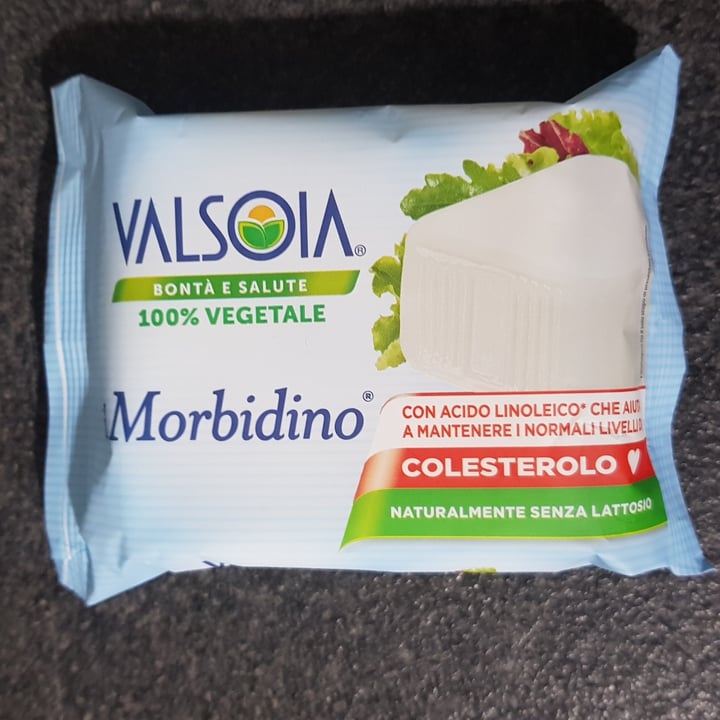 VALSOIA®
BONTÀ E SALUTE
100% VEGETALE
Morbidino®
CON ACIDO LINOLEICO* CHE AIUTA
A MANTENERE I NORMALI LIVELLI DI
COLESTEROLO
NATURALMENTE SENZA LATTOSIO